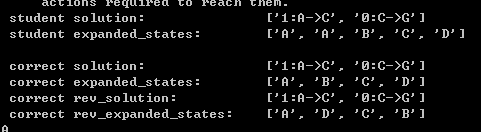 actions required to reach them.
student solution: ['1:A->C', '0:C->G']
student expanded_states: ['A', 'A', 'B', 'C', 'D']
correct solution: ['1:A->C', '0:C->G']
correct expanded_states: ['A', 'B', 'C', 'D']
correct rev_solution: ['1:A->C', '0:C->G']
correct rev_expanded_states: ['A', 'D', 'C', 'B']
A